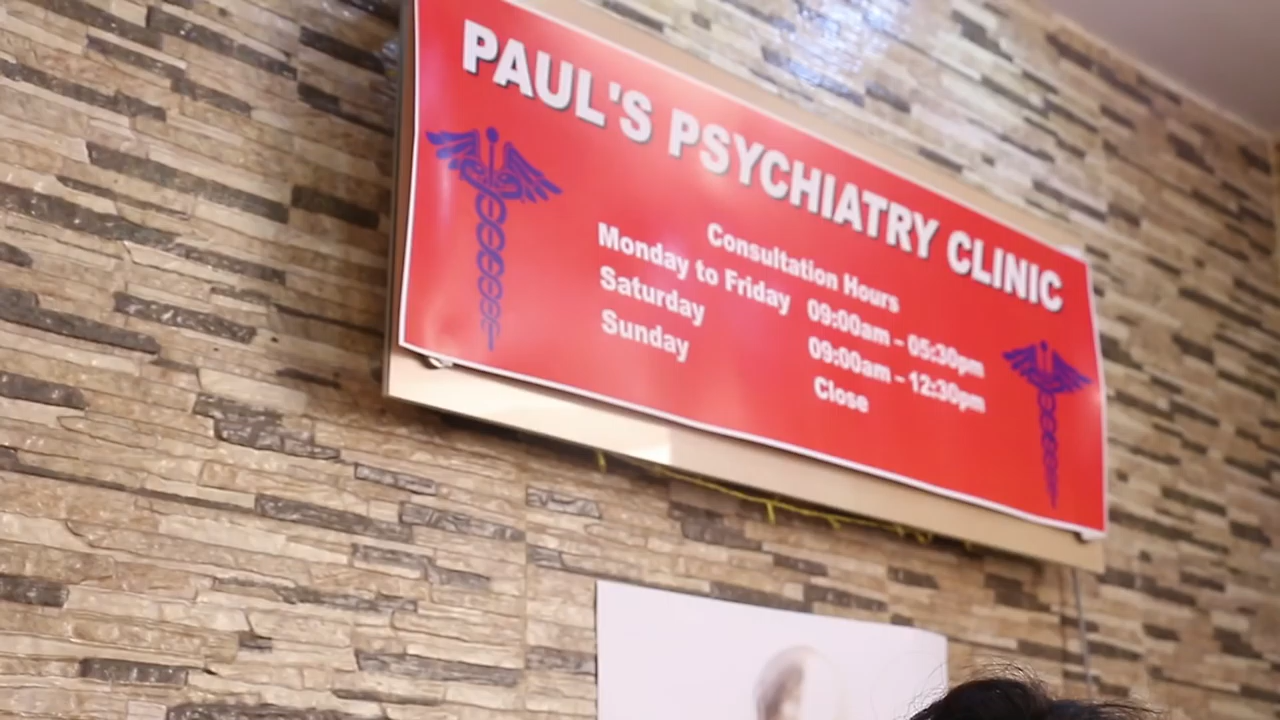 PAUL'S PSYCHIATRY CLINIC
Consultation Hours
Monday to Friday 09:00am - 05:30pm
Saturday 09:00am - 12:30pm
Sunday Close